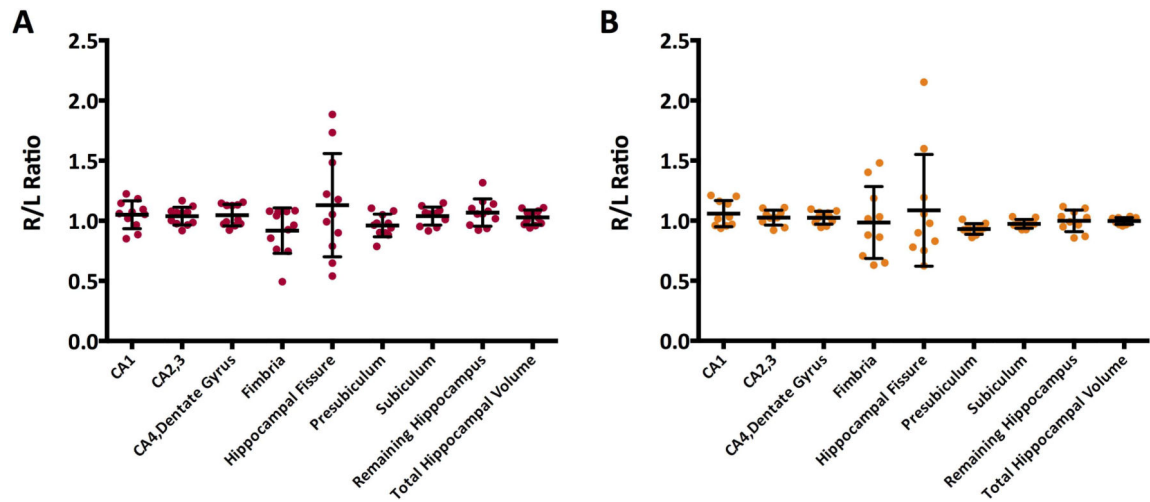 A
R/L Ratio
2.5
2.0
1.5
1.0
0.5
0.0
CA1
CA2,3
CA4,Dentate Gyrus
Fimbria
Hippocampal Fissure
Presubiculum
Subiculum
Remaining Hippocampus
Total Hippocampal Volume
B
R/L Ratio
2.5
2.0
1.5
1.0
0.5
0.0
CA1
CA2,3
CA4,Dentate Gyrus
Fimbria
Hippocampal Fissure
Presubiculum
Subiculum
Remaining Hippocampus
Total Hippocampal Volume